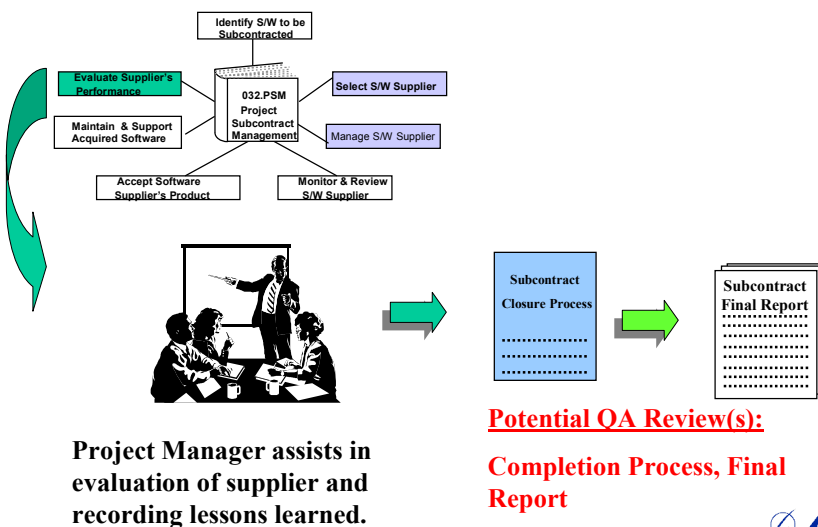 Identify S/W to be
Subcontracted
Evaluate Supplier's
Performance
032.PSM
Project
Subcontract
Management
Select S/W Supplier
Maintain & Support
Acquired Software
Manage S/W Supplier
Accept Software
Supplier's Product
Monitor & Review
S/W Supplier
Subcontract
Closure Process
Subcontract
Final Report
Project Manager assists in
evaluation of supplier and
recording lessons learned.
Potential QA Review(s):
Completion Process, Final
Report